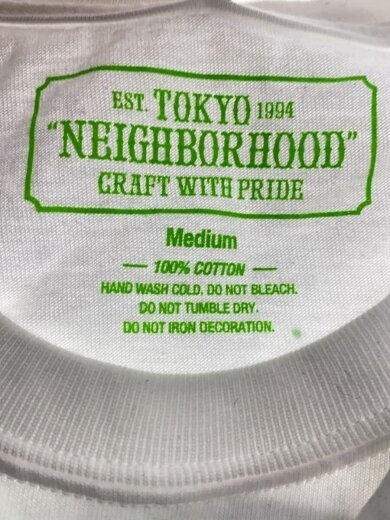 EST. TOKYO 1994
"NEIGHBORHOOD"
CRAFT WITH PRIDE
Medium
— 100% COTTON —
HAND WASH COLD, DO NOT BLEACH.
DO NOT TUMBLE DRY.
DO NOT IRON DECORATION.